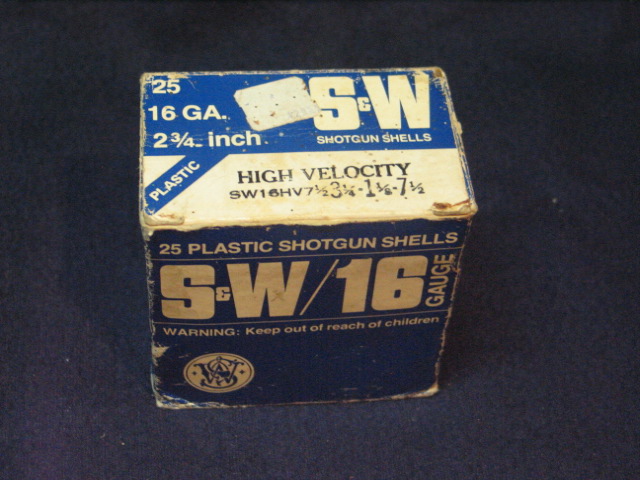 25
16 GA.
2¾ inch
S&W
SHOTGUN SHELLS
PLASTIC
HIGH VELOCITY
SW16HV7½ 3¼-1⅛-7½
25 PLASTIC SHOTGUN SHELLS
S&W/16
GAUGE
WARNING: Keep out of reach of children